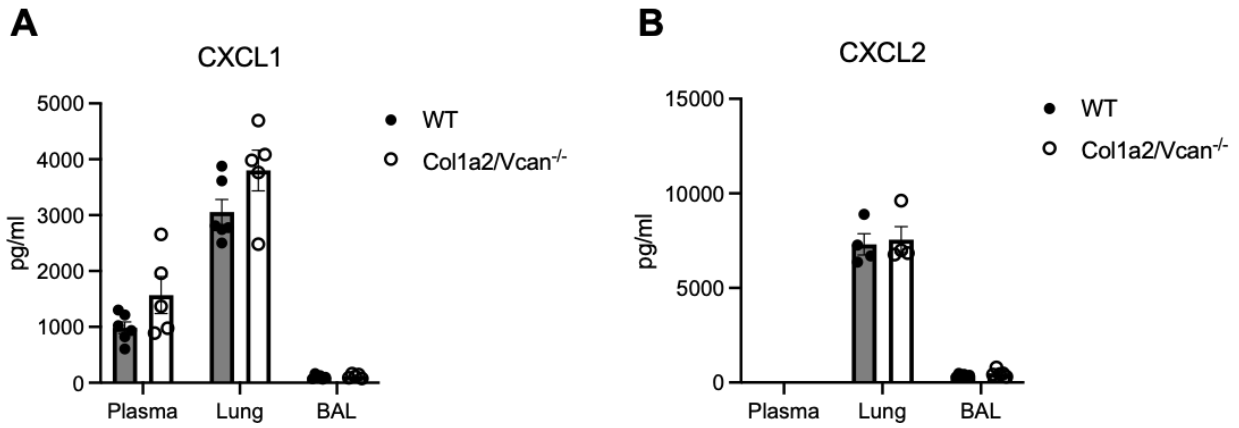 A
CXCL1
5000
4000
3000
2000
1000
0
pg/ml
Plasma
Lung
BAL
WT
Col1a2/Vcan-/-
B
CXCL2
15000
10000
5000
0
pg/ml
Plasma
Lung
BAL
WT
Col1a2/Vcan-/-